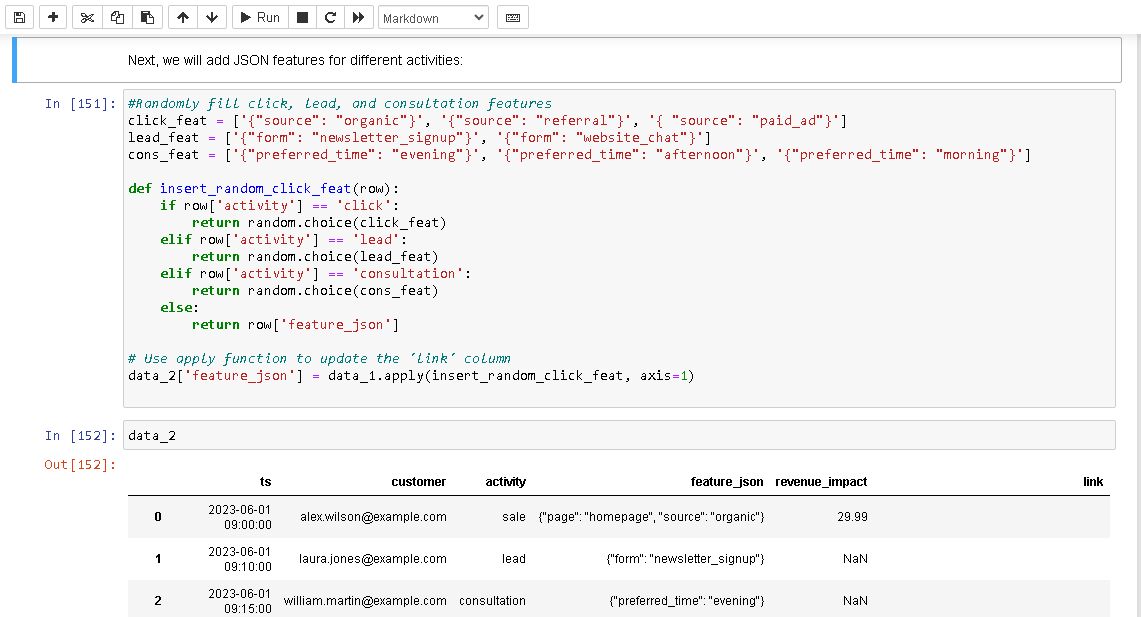 Run
Markdown
Next, we will add JSON features for different activities:
In [151]:
#Randomly fill click, lead, and consultation features
click_feat = ['{"source": "organic"}', '{"source": "referral"}', '{ "source": "paid_ad"}']
lead_feat = ['{"form": "newsletter_signup"}', '{"form": "website_chat"}']
cons_feat = ['{"preferred_time": "evening"}', '{"preferred_time": "afternoon"}', '{"preferred_time": "morning"}']
def insert_random_click_feat(row):
    if row['activity'] == 'click':
        return random.choice(click_feat)
    elif row['activity'] == 'lead':
        return random.choice(lead_feat)
    elif row['activity'] == 'consultation':
        return random.choice(cons_feat)
    else:
        return row['feature_json']
# Use apply function to update the 'link' column
data_2['feature_json'] = data_1.apply(insert_random_click_feat, axis=1)
In [152]:
data_2
Out[152]:
ts customer activity feature_json revenue_impact link
0 2023-06-01 alex.wilson@example.com sale {"page": "homepage", "source": "organic"} 29.99
09:00:00
1 2023-06-01 laura.jones@example.com lead {"form": "newsletter_signup"} NaN
09:10:00
2 2023-06-01 william.martin@example.com consultation {"preferred_time": "evening"} NaN
09:15:00